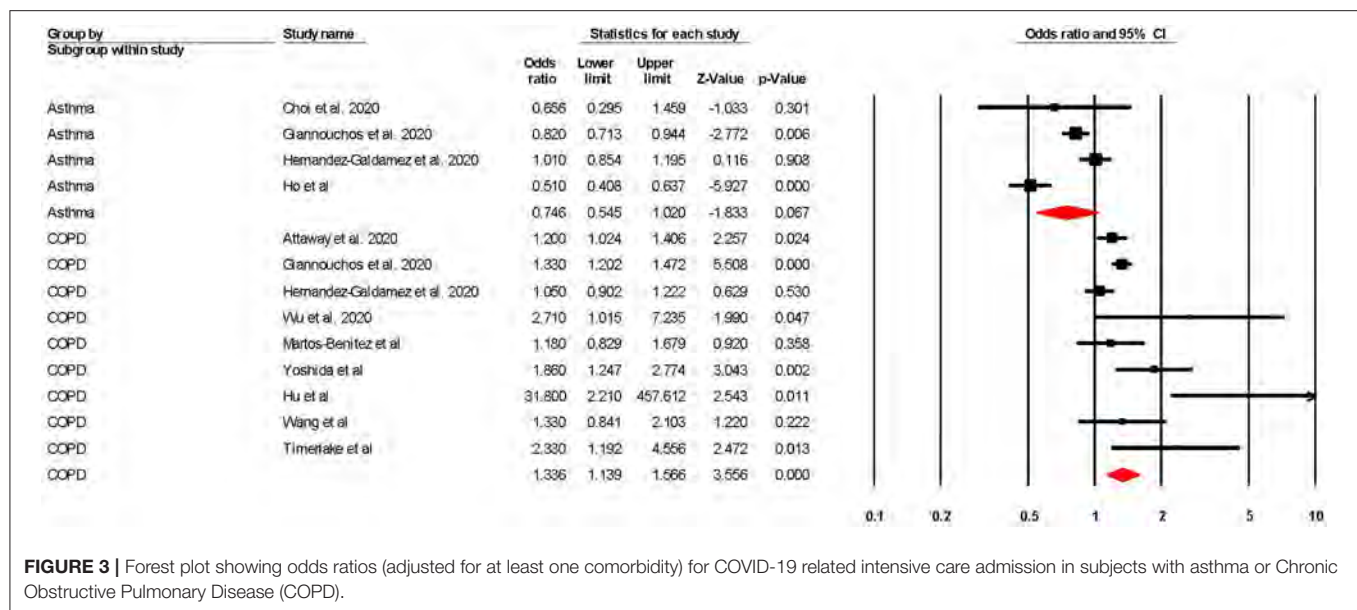 Group by Study name Statistics for each study Odds ratio and 95% CI
Subgroup within study
Odds Lower Upper
ratio limit limit Z-Value p-Value
Asthma Choi et al. 2020 0.656 0.295 1.459 -1.033 0.301
Asthma Giannouchos et al. 2020 0.820 0.713 0.944 -2.772 0.006
Asthma Hernandez-Galdamez et al. 2020 1.010 0.854 1.195 0.116 0.908
Asthma Ho et al 0.510 0.408 0.637 -5.927 0.000
Asthma 0.746 0.545 1.020 -1.833 0.067
COPD Attaway et al. 2020 1.200 1.024 1.406 2.257 0.024
COPD Giannouchos et al. 2020 1.330 1.202 1.472 5.508 0.000
COPD Hernandez-Galdamez et al. 2020 1.050 0.902 1.222 0.629 0.530
COPD Wu et al. 2020 2.710 1.015 7.235 1.990 0.047
COPD Martos-Benitez et al 1.180 0.829 1.679 0.920 0.358
COPD Yoshida et al 1.860 1.247 2.774 3.043 0.002
COPD Hu et al 31.800 2.210 457.612 2.543 0.011
COPD Wang et al 1.330 0.841 2.103 1.220 0.222
COPD Timerlake et al 2.330 1.192 4.556 2.472 0.013
COPD 1.336 1.139 1.566 3.556 0.000
0.1 0.2 0.5 1 2 5 10
FIGURE 3 | Forest plot showing odds ratios (adjusted for at least one comorbidity) for COVID-19 related intensive care admission in subjects with asthma or Chronic
Obstructive Pulmonary Disease (COPD).